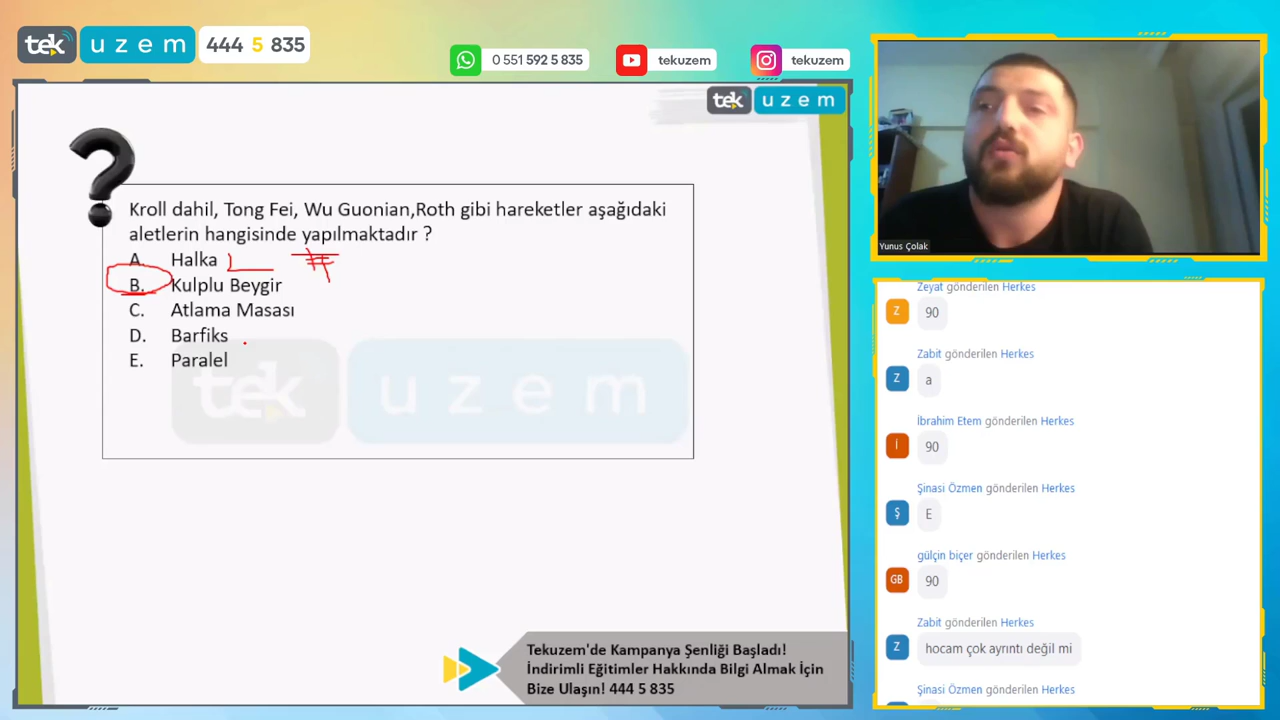 tek uzem 444 5 835
0 551 592 5 835
tekuzem
tekuzem
tek uzem
?
Kroll dahil, Tong Fei, Wu Guonian,Roth gibi hareketler aşağıdaki
aletlerin hangisinde yapılmaktadır ?
A. Halka
B. Kulplu Beygir
C. Atlama Masası
D. Barfiks
E. Paralel
tek uzem
Tekuzem'de Kampanya Şenliği Başladı!
İndirimli Eğitimler Hakkında Bilgi Almak İçin
Bize Ulaşın! 444 5 835
Yunus Çolak
Zeyat gönderilen Herkes
Z 90
Zabit gönderilen Herkes
Z a
İbrahim Etem gönderilen Herkes
İ 90
Şinasi Özmen gönderilen Herkes
Ş E
gülçin biçer gönderilen Herkes
GB 90
Zabit gönderilen Herkes
Z hocam çok ayrıntı değil mi
Şinasi Özmen gönderilen Herkes